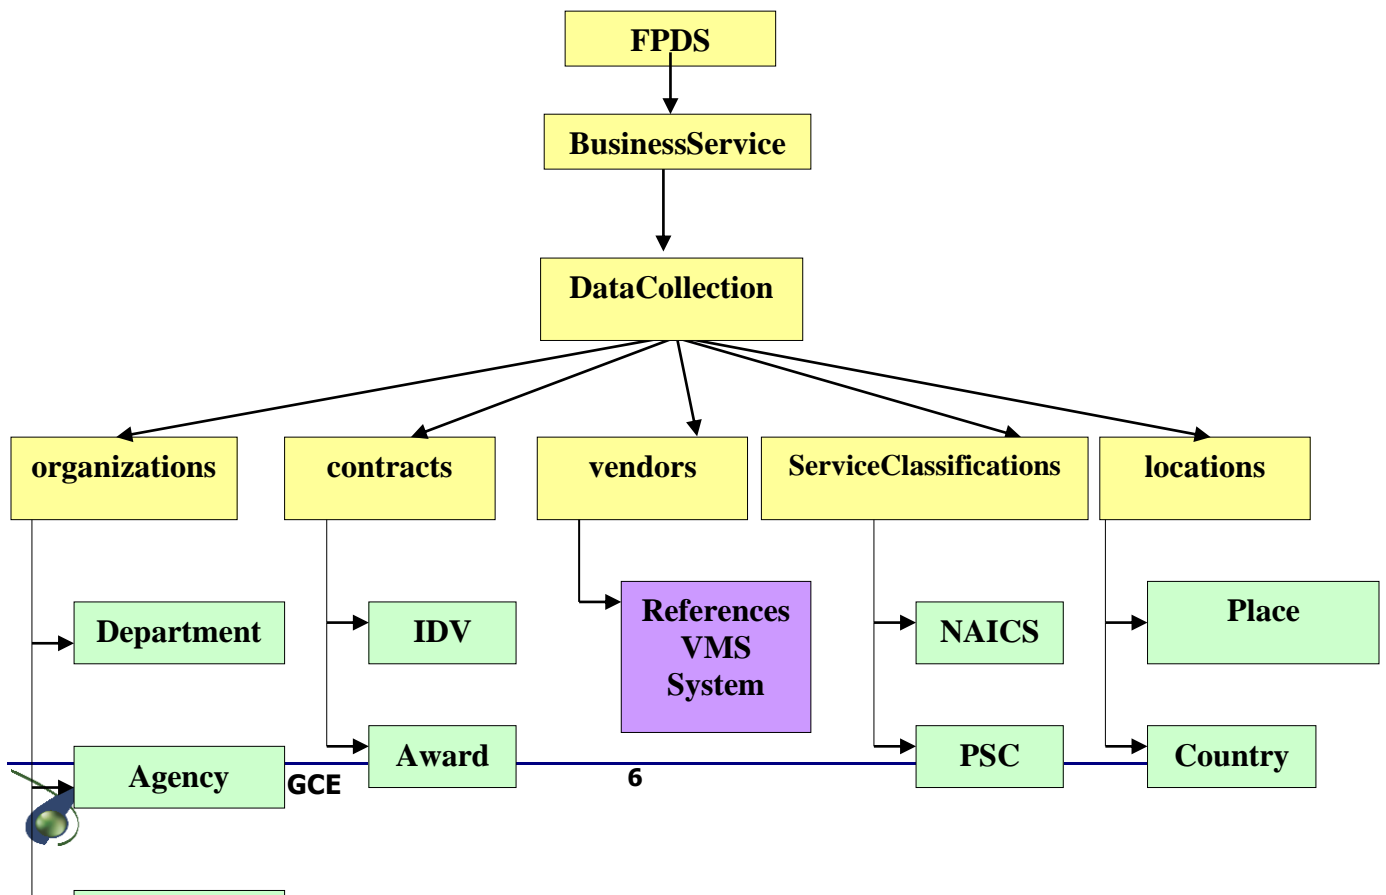 FPDS
BusinessService
DataCollection
organizations
contracts
vendors
ServiceClassifications
locations
Department
IDV
References
VMS
System
NAICS
Place
Agency
Award
PSC
Country
GCE
6